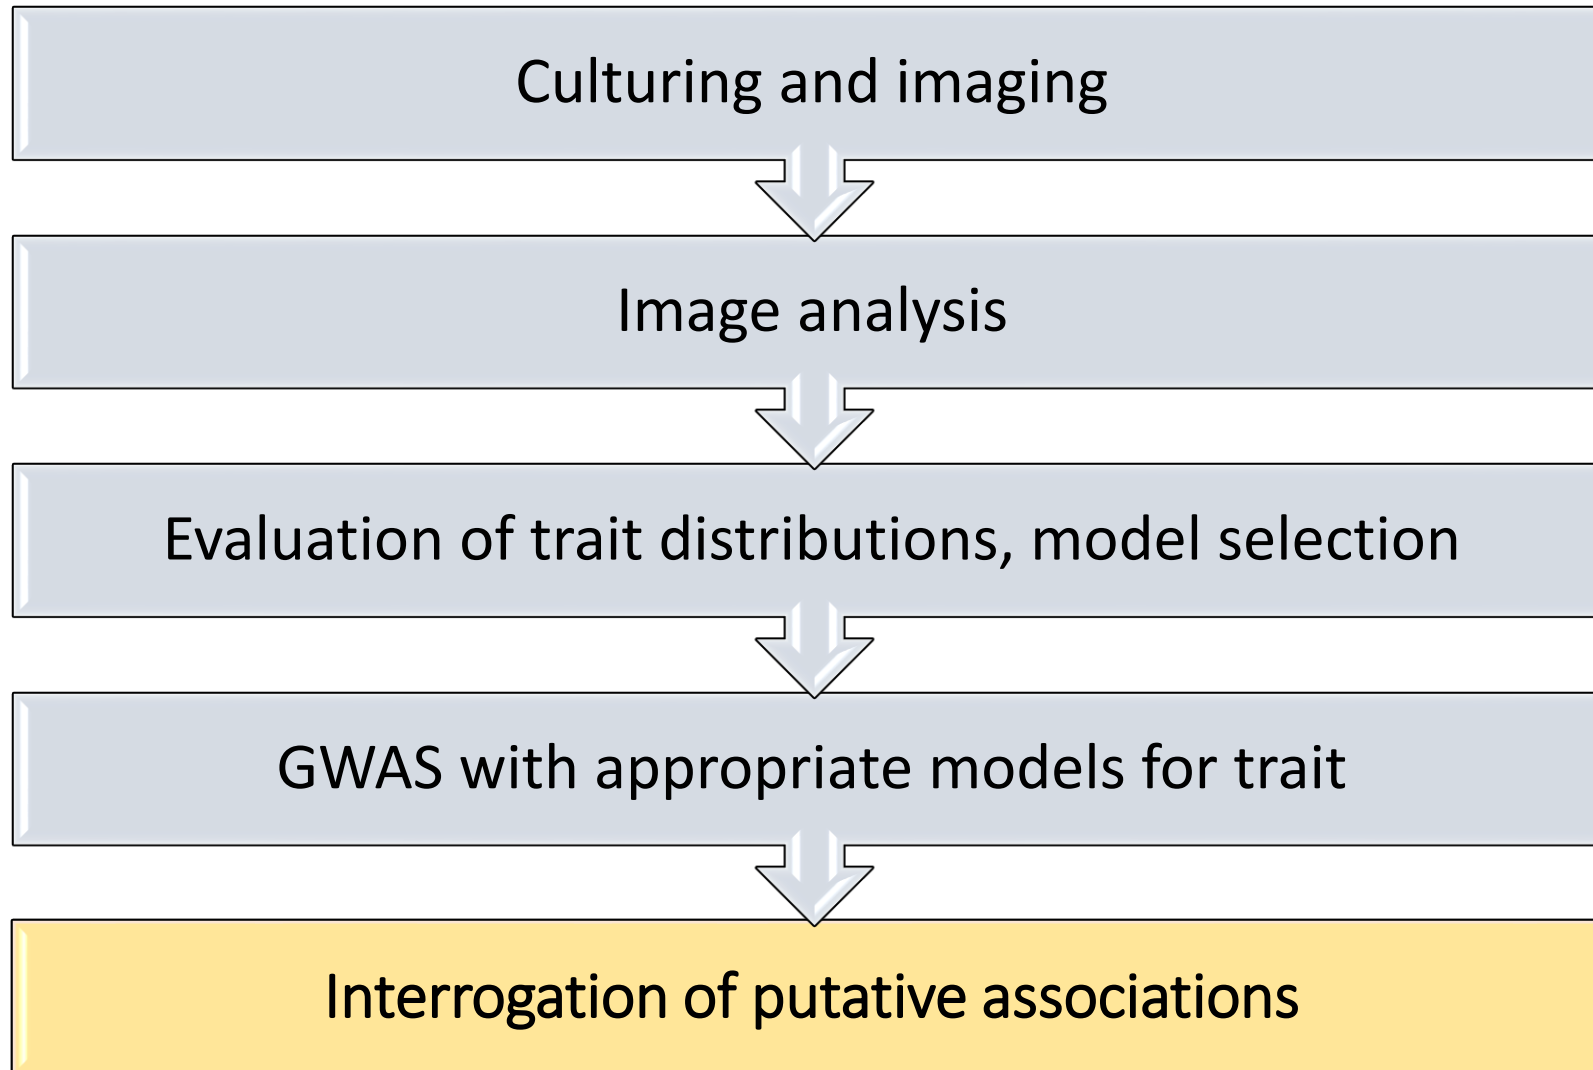 Culturing and imaging
Image analysis
Evaluation of trait distributions, model selection
GWAS with appropriate models for trait
Interrogation of putative associations